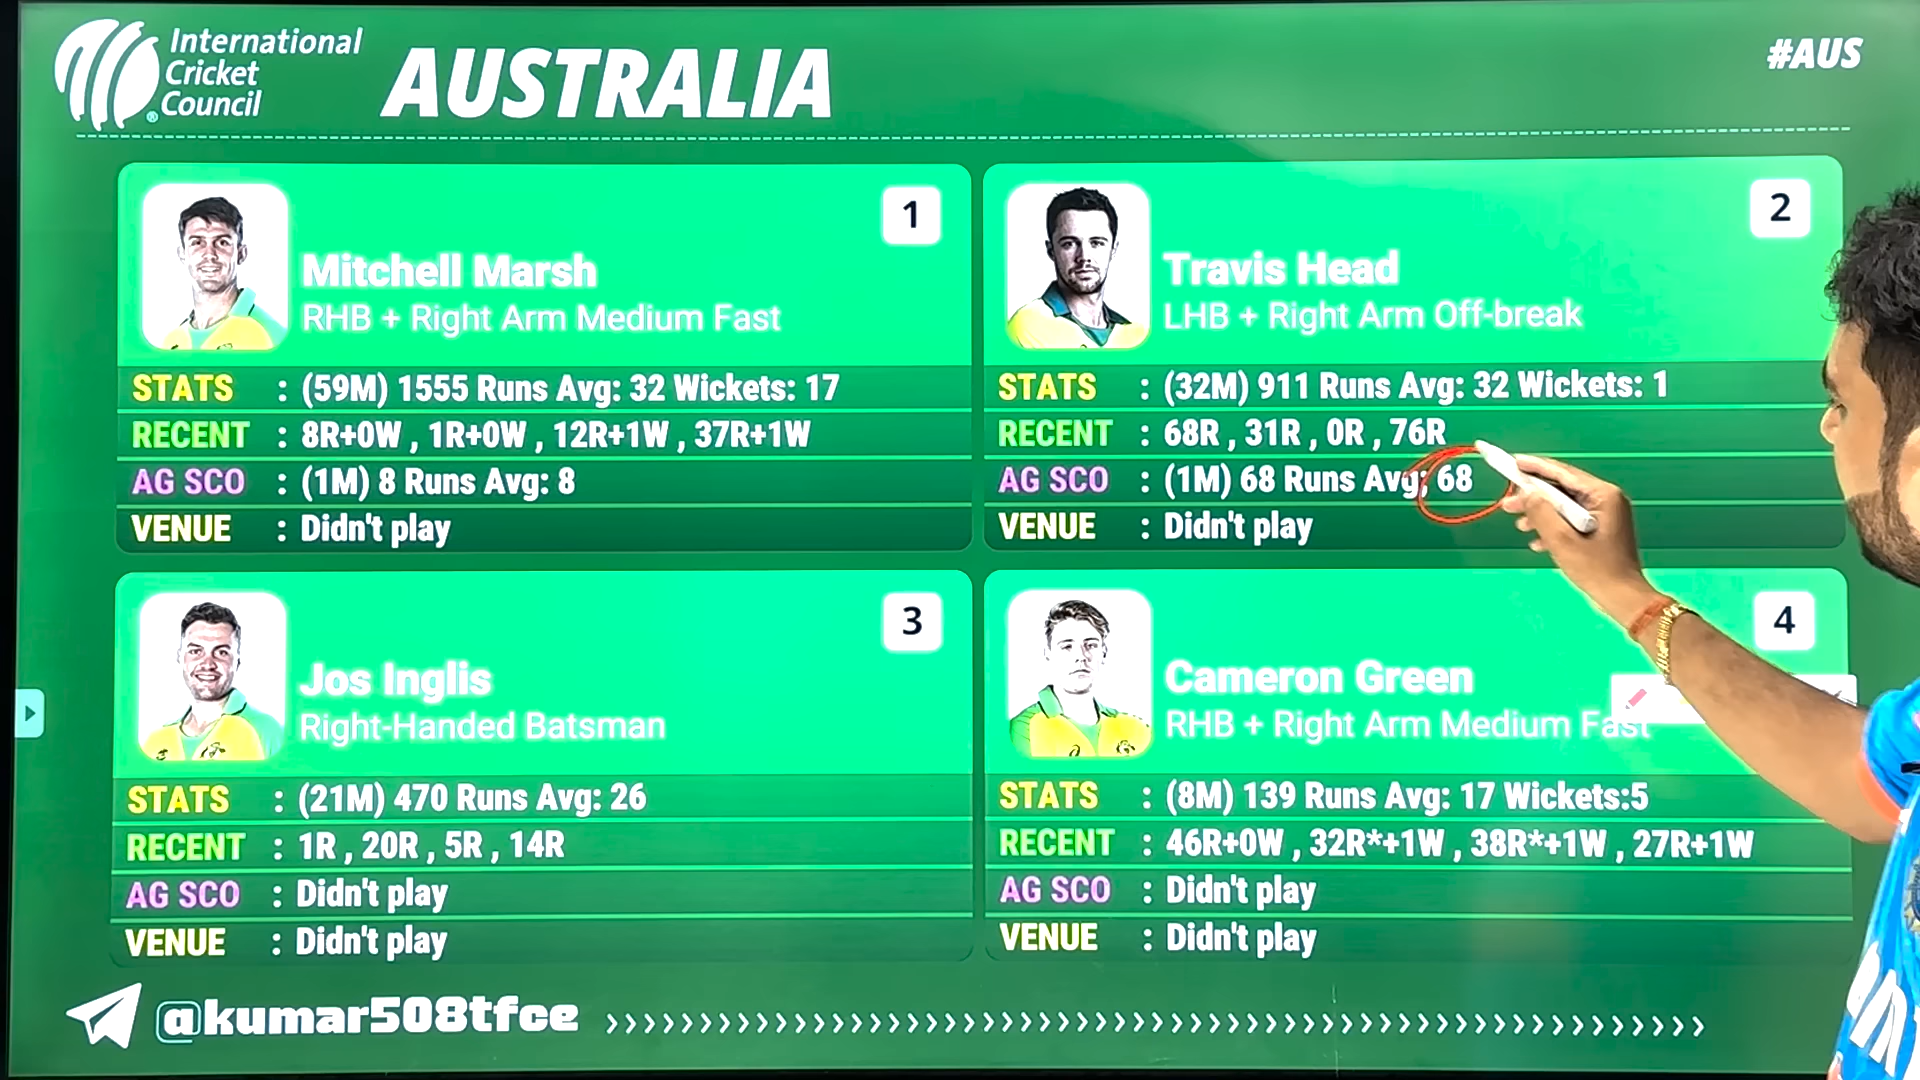 International
Cricket
Council
AUSTRALIA
#AUS
1
Mitchell Marsh
RHB + Right Arm Medium Fast
STATS : (59M) 1555 Runs Avg: 32 Wickets: 17
RECENT : 8R+0W , 1R+0W , 12R+1W , 37R+1W
AG SCO : (1M) 8 Runs Avg: 8
VENUE : Didn't play
2
Travis Head
LHB + Right Arm Off-break
STATS : (32M) 911 Runs Avg: 32 Wickets: 1
RECENT : 68R , 31R , 0R , 76R
AG SCO : (1M) 68 Runs Avg: 68
VENUE : Didn't play
3
Jos Inglis
Right-Handed Batsman
STATS : (21M) 470 Runs Avg: 26
RECENT : 1R , 20R , 5R , 14R
AG SCO : Didn't play
VENUE : Didn't play
4
Cameron Green
RHB + Right Arm Medium Fast
STATS : (8M) 139 Runs Avg: 17 Wickets:5
RECENT : 46R+0W , 32R*+1W , 38R*+1W , 27R+1W
AG SCO : Didn't play
VENUE : Didn't play
@kumar508tfce